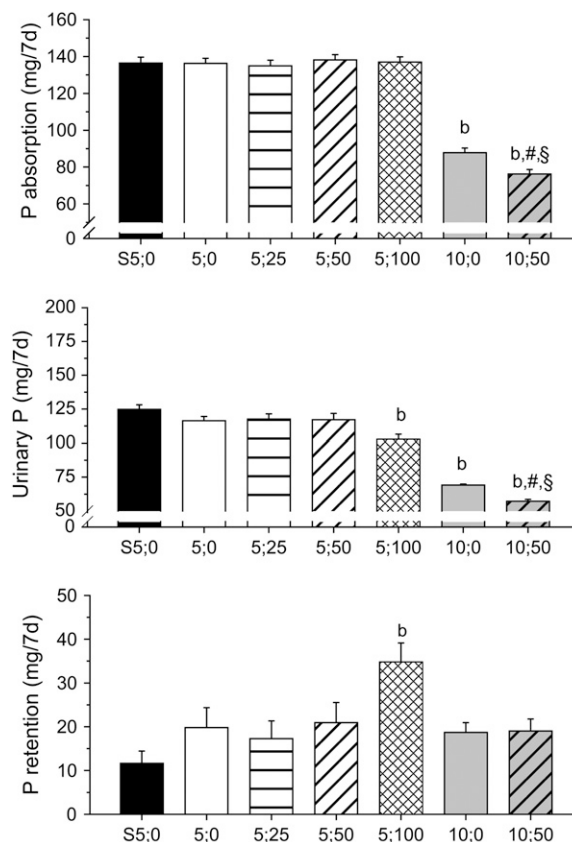 P absorption (mg/7d)
160
140
120
100
80
60
0
b
b,#,§
S5;0 5;0 5;25 5;50 5;100 10;0 10;50
Urinary P (mg/7d)
200
175
150
125
100
75
50
0
b
b
b,#,§
S5;0 5;0 5;25 5;50 5;100 10;0 10;50
P retention (mg/7d)
50
40
30
20
10
0
b
S5;0 5;0 5;25 5;50 5;100 10;0 10;50